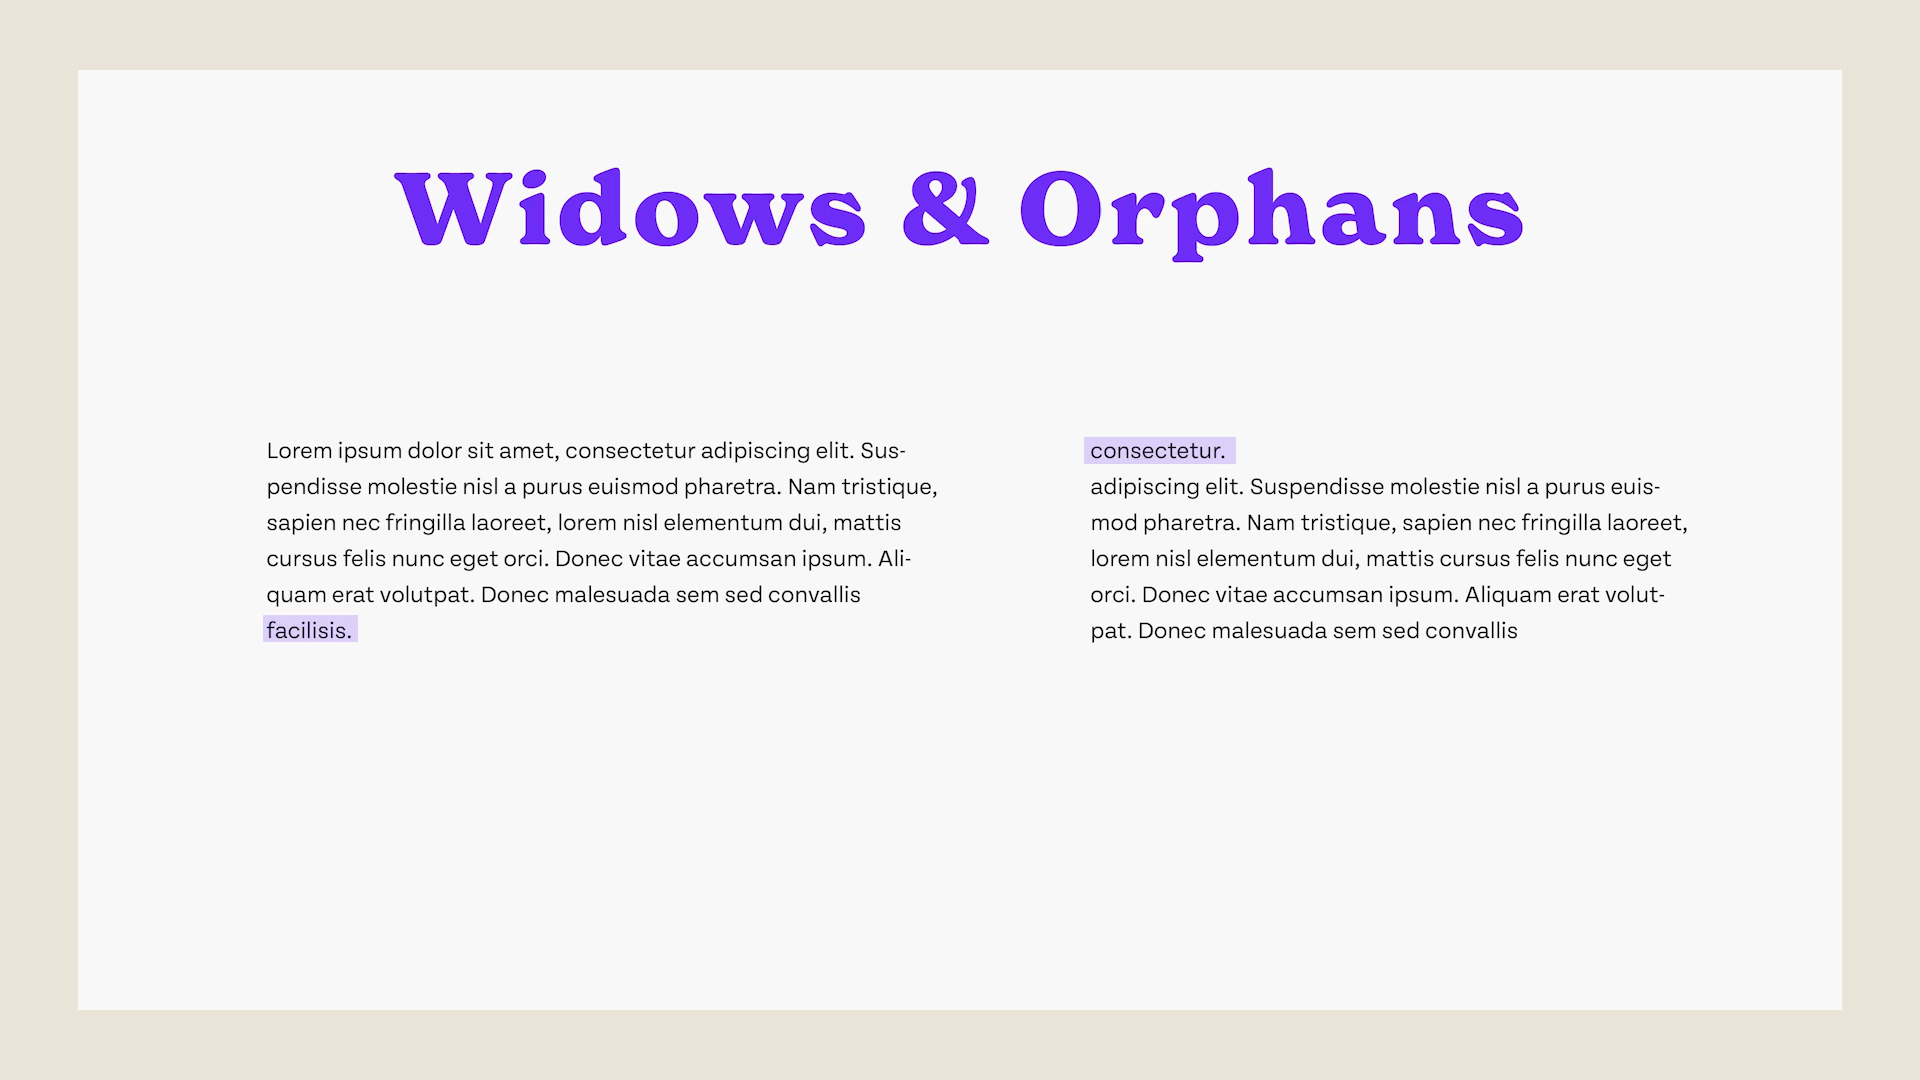 Widows & Orphans
Lorem ipsum dolor sit amet, consectetur adipiscing elit. Sus-
pendisse molestie nisl a purus euismod pharetra. Nam tristique,
sapien nec fringilla laoreet, lorem nisl elementum dui, mattis
cursus felis nunc eget orci. Donec vitae accumsan ipsum. Ali-
quam erat volutpat. Donec malesuada sem sed convallis
facilisis.
consectetur.
adipiscing elit. Suspendisse molestie nisl a purus euis-
mod pharetra. Nam tristique, sapien nec fringilla laoreet,
lorem nisl elementum dui, mattis cursus felis nunc eget
orci. Donec vitae accumsan ipsum. Aliquam erat volut-
pat. Donec malesuada sem sed convallis